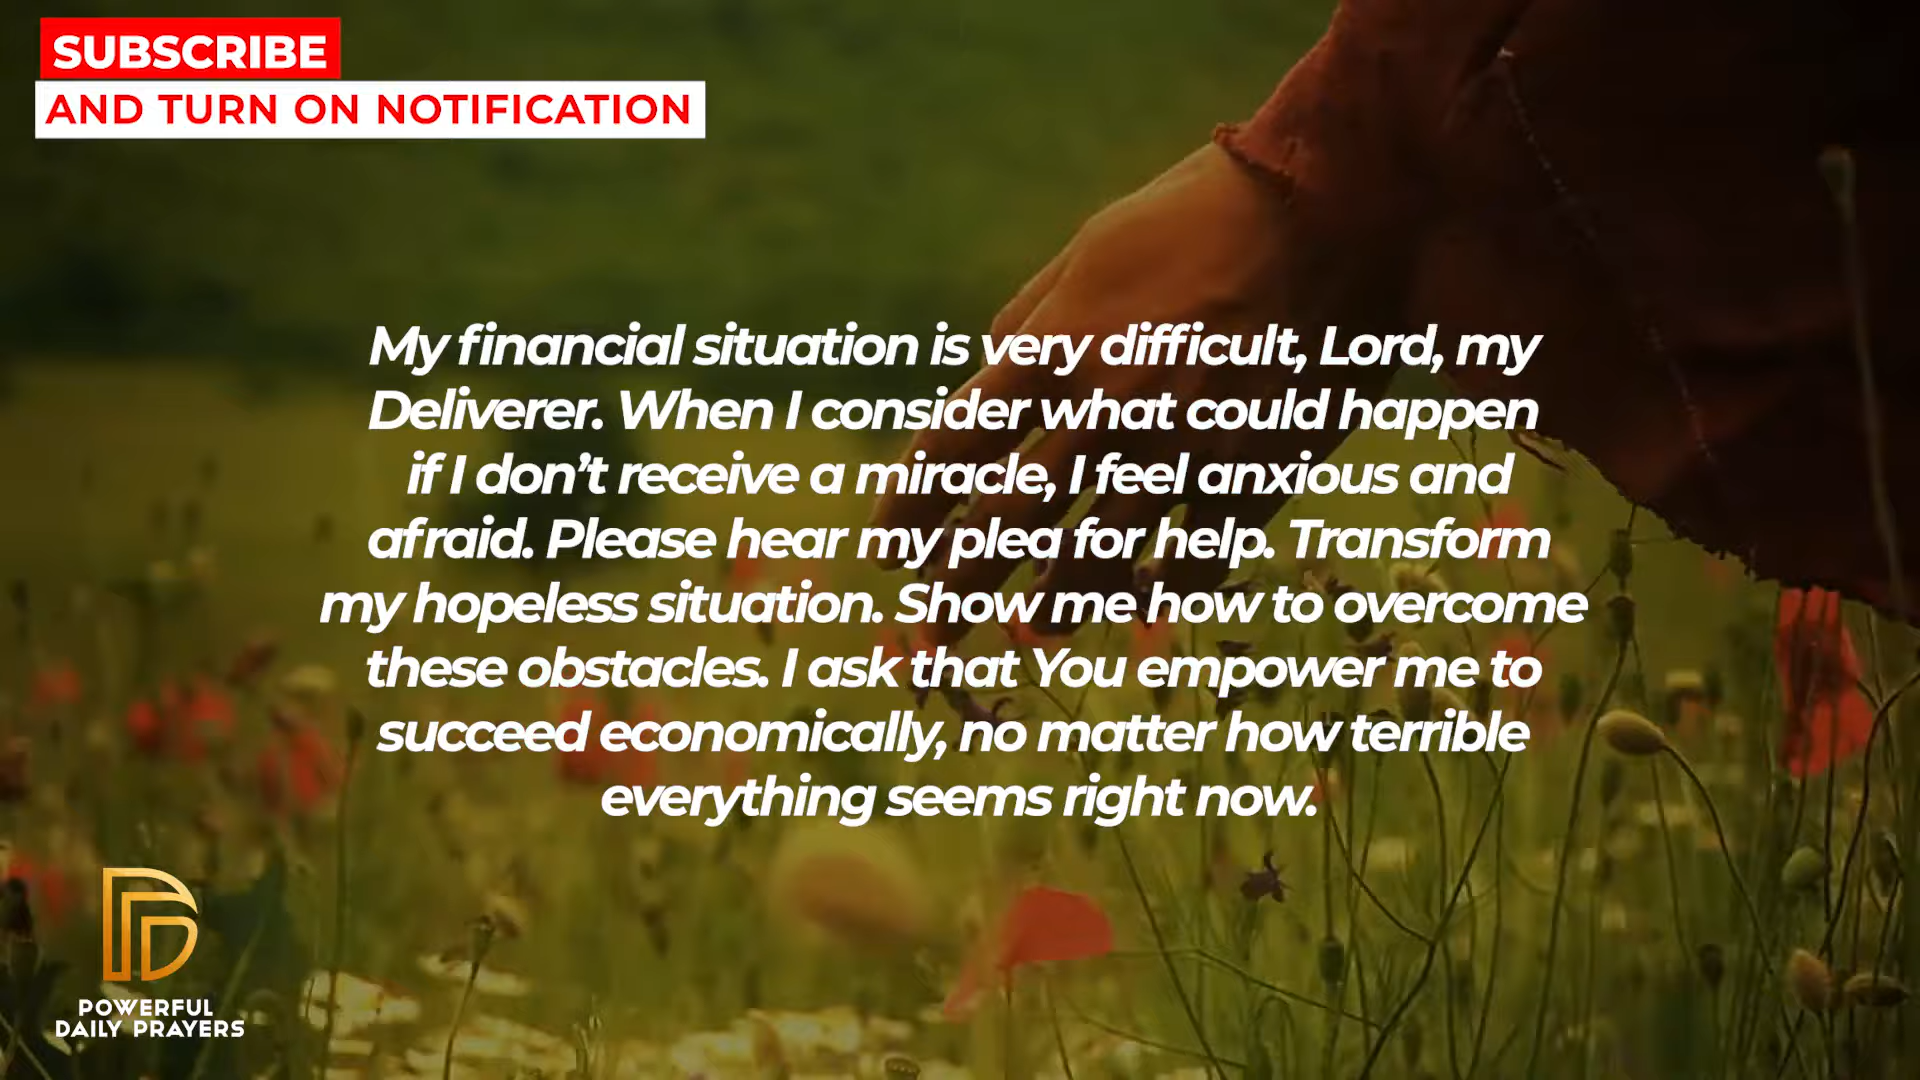 SUBSCRIBE
AND TURN ON NOTIFICATION
My financial situation is very difficult, Lord, my
Deliverer. When I consider what could happen
if I don’t receive a miracle, I feel anxious and
afraid. Please hear my plea for help. Transform
my hopeless situation. Show me how to overcome
these obstacles. I ask that You empower me to
succeed economically, no matter how terrible
everything seems right now.
POWERFUL
DAILY PRAYERS